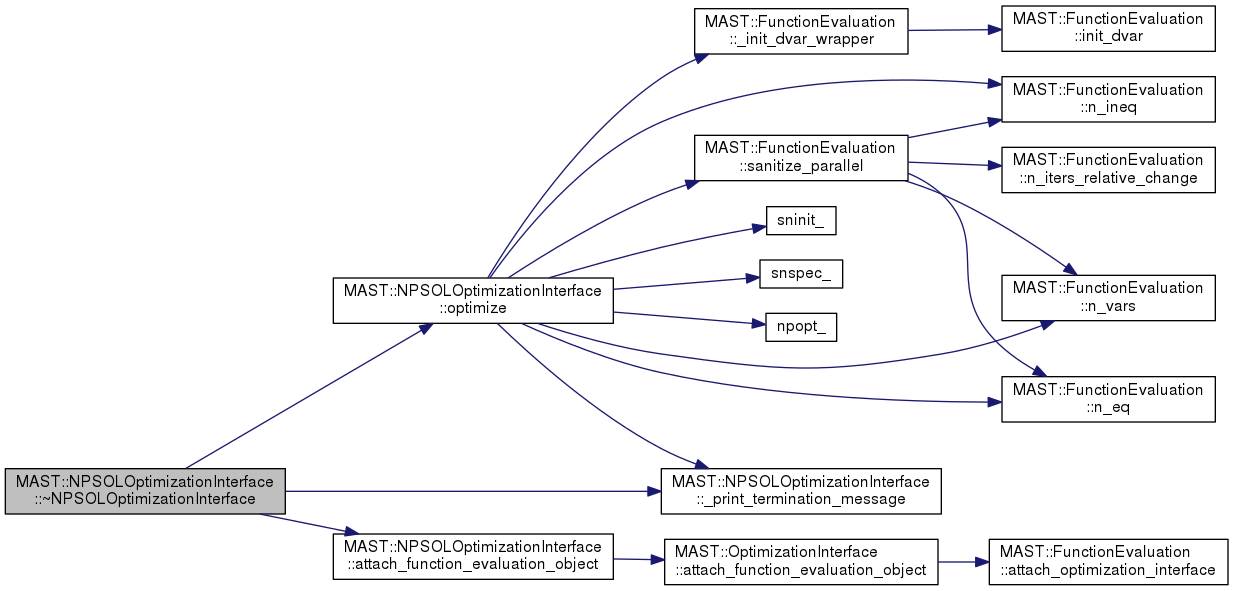 MAST::FunctionEvaluation
::_init_dvar_wrapper
MAST::FunctionEvaluation
::init_dvar
MAST::FunctionEvaluation
::n_ineq
MAST::FunctionEvaluation
::sanitize_parallel
MAST::FunctionEvaluation
::n_iters_relative_change
sninit_
snspec_
MAST::NPSOLOptimizationInterface
::optimize
MAST::FunctionEvaluation
::n_vars
npopt_
MAST::FunctionEvaluation
::n_eq
MAST::NPSOLOptimizationInterface
::~NPSOLOptimizationInterface
MAST::NPSOLOptimizationInterface
::_print_termination_message
MAST::NPSOLOptimizationInterface
::attach_function_evaluation_object
MAST::OptimizationInterface
::attach_function_evaluation_object
MAST::FunctionEvaluation
::attach_optimization_interface